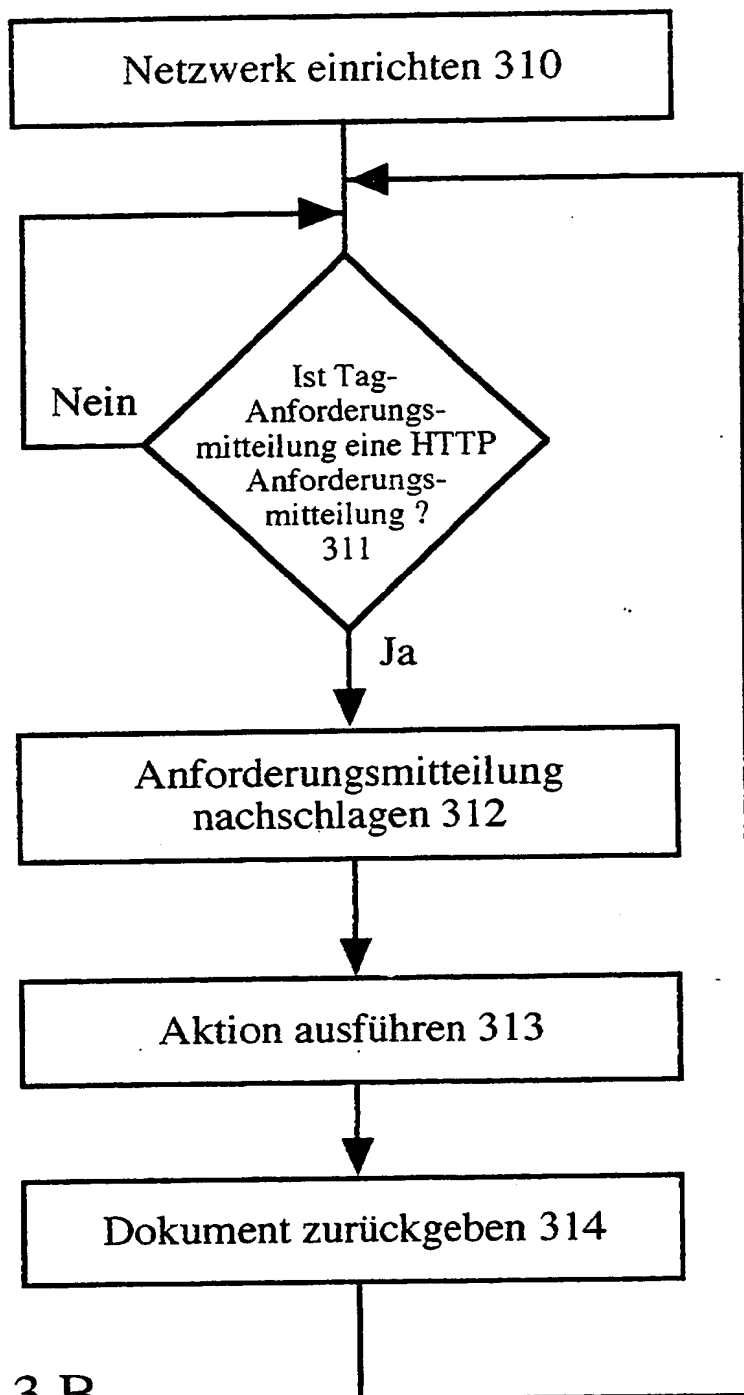 Netzwerk einrichten 310
Ist Tag-
Anforderungs-
mitteilung eine HTTP
Anforderungs-
mitteilung ?
311
Nein
Ja
Anforderungsmitteilung
nachschlagen 312
Aktion ausführen 313
Dokument zurückgeben 314
3 B